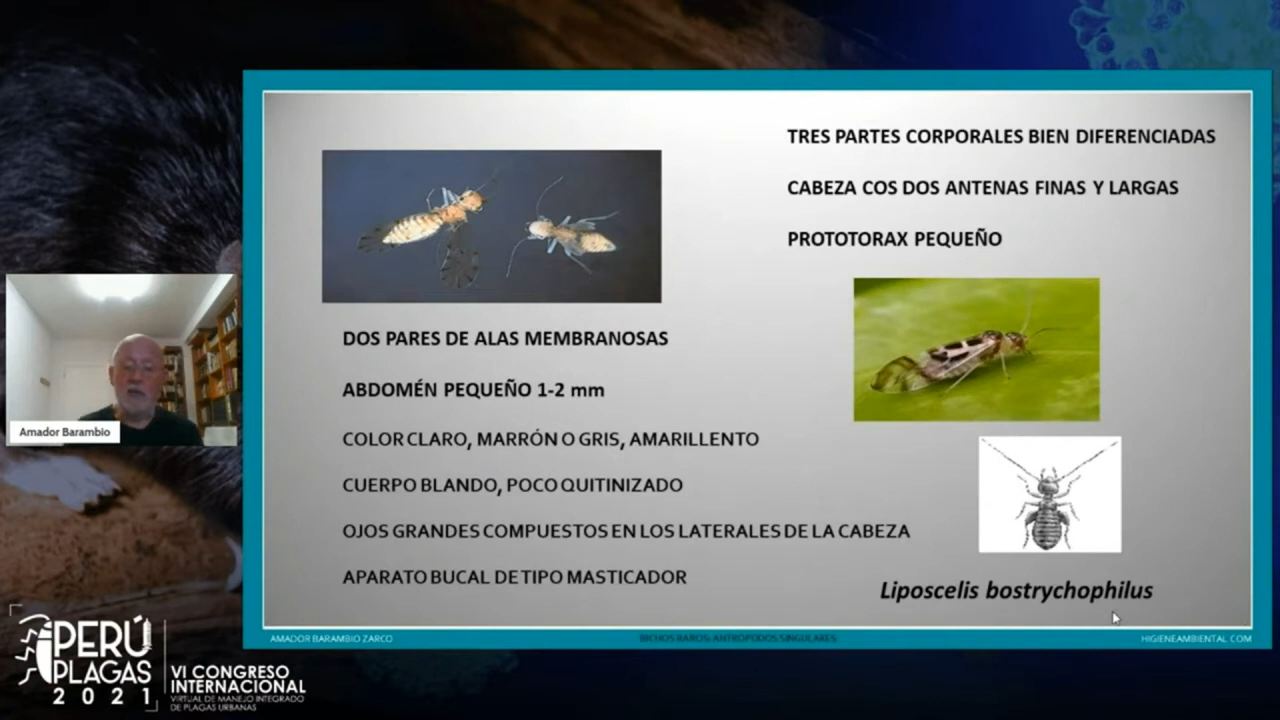 TRES PARTES CORPORALES BIEN DIFERENCIADAS
CABEZA COS DOS ANTENAS FINAS Y LARGAS
PROTOTORAX PEQUEÑO
DOS PARES DE ALAS MEMBRANOSAS
ABDOMÉN PEQUEÑO 1-2 mm
COLOR CLARO, MARRÓN O GRIS, AMARILLENTO
CUERPO BLANDO, POCO QUITINIZADO
OJOS GRANDES COMPUESTOS EN LOS LATERALES DE LA CABEZA
APARATO BUCAL DE TIPO MASTICADOR
Liposcelis bostrychophilus
AMADOR BARAMBIO ZARCO
BICHOS RAROS: ANTRÓPODOS SINGULARES
HIGIENEAMBIENTAL.COM
Amador Barambio
PERÚ
PLAGAS
2021
VI CONGRESO
INTERNACIONAL
VIRTUAL DE MANEJO INTEGRADO
DE PLAGAS URBANAS